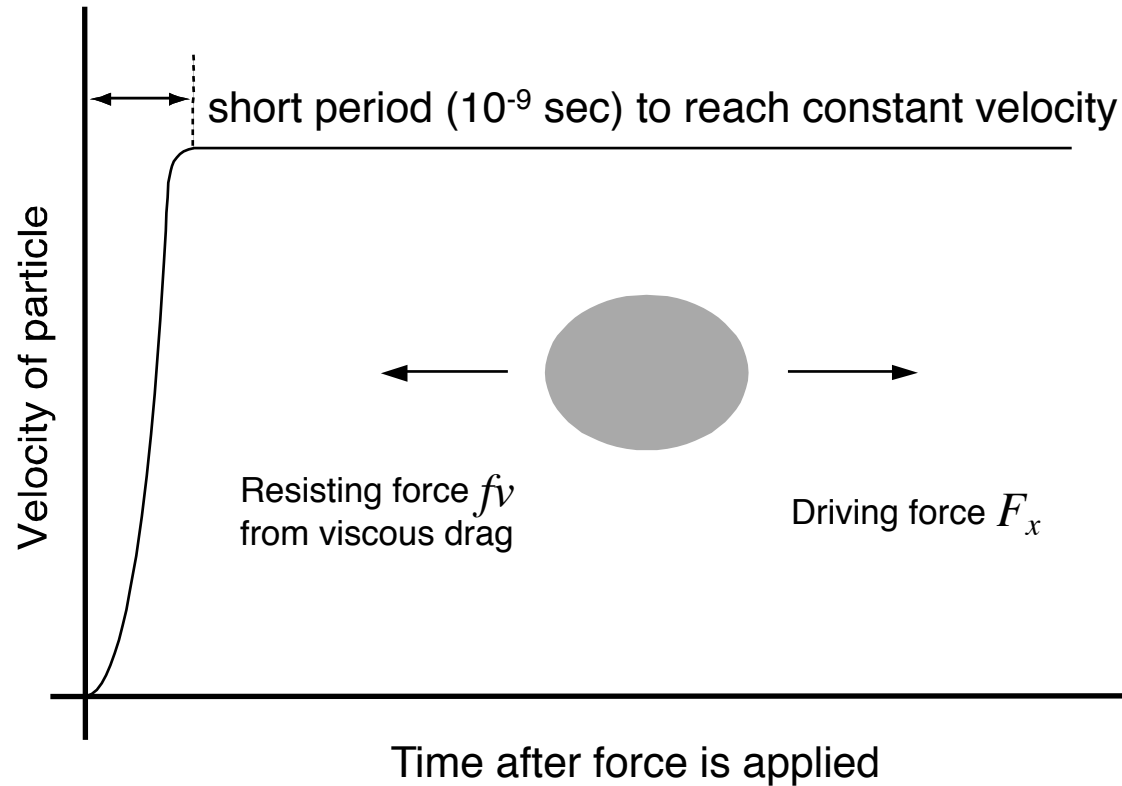 short period (10⁻⁹ sec) to reach constant velocity
Velocity of particle
Resisting force fv
from viscous drag
Driving force Fₓ
Time after force is applied